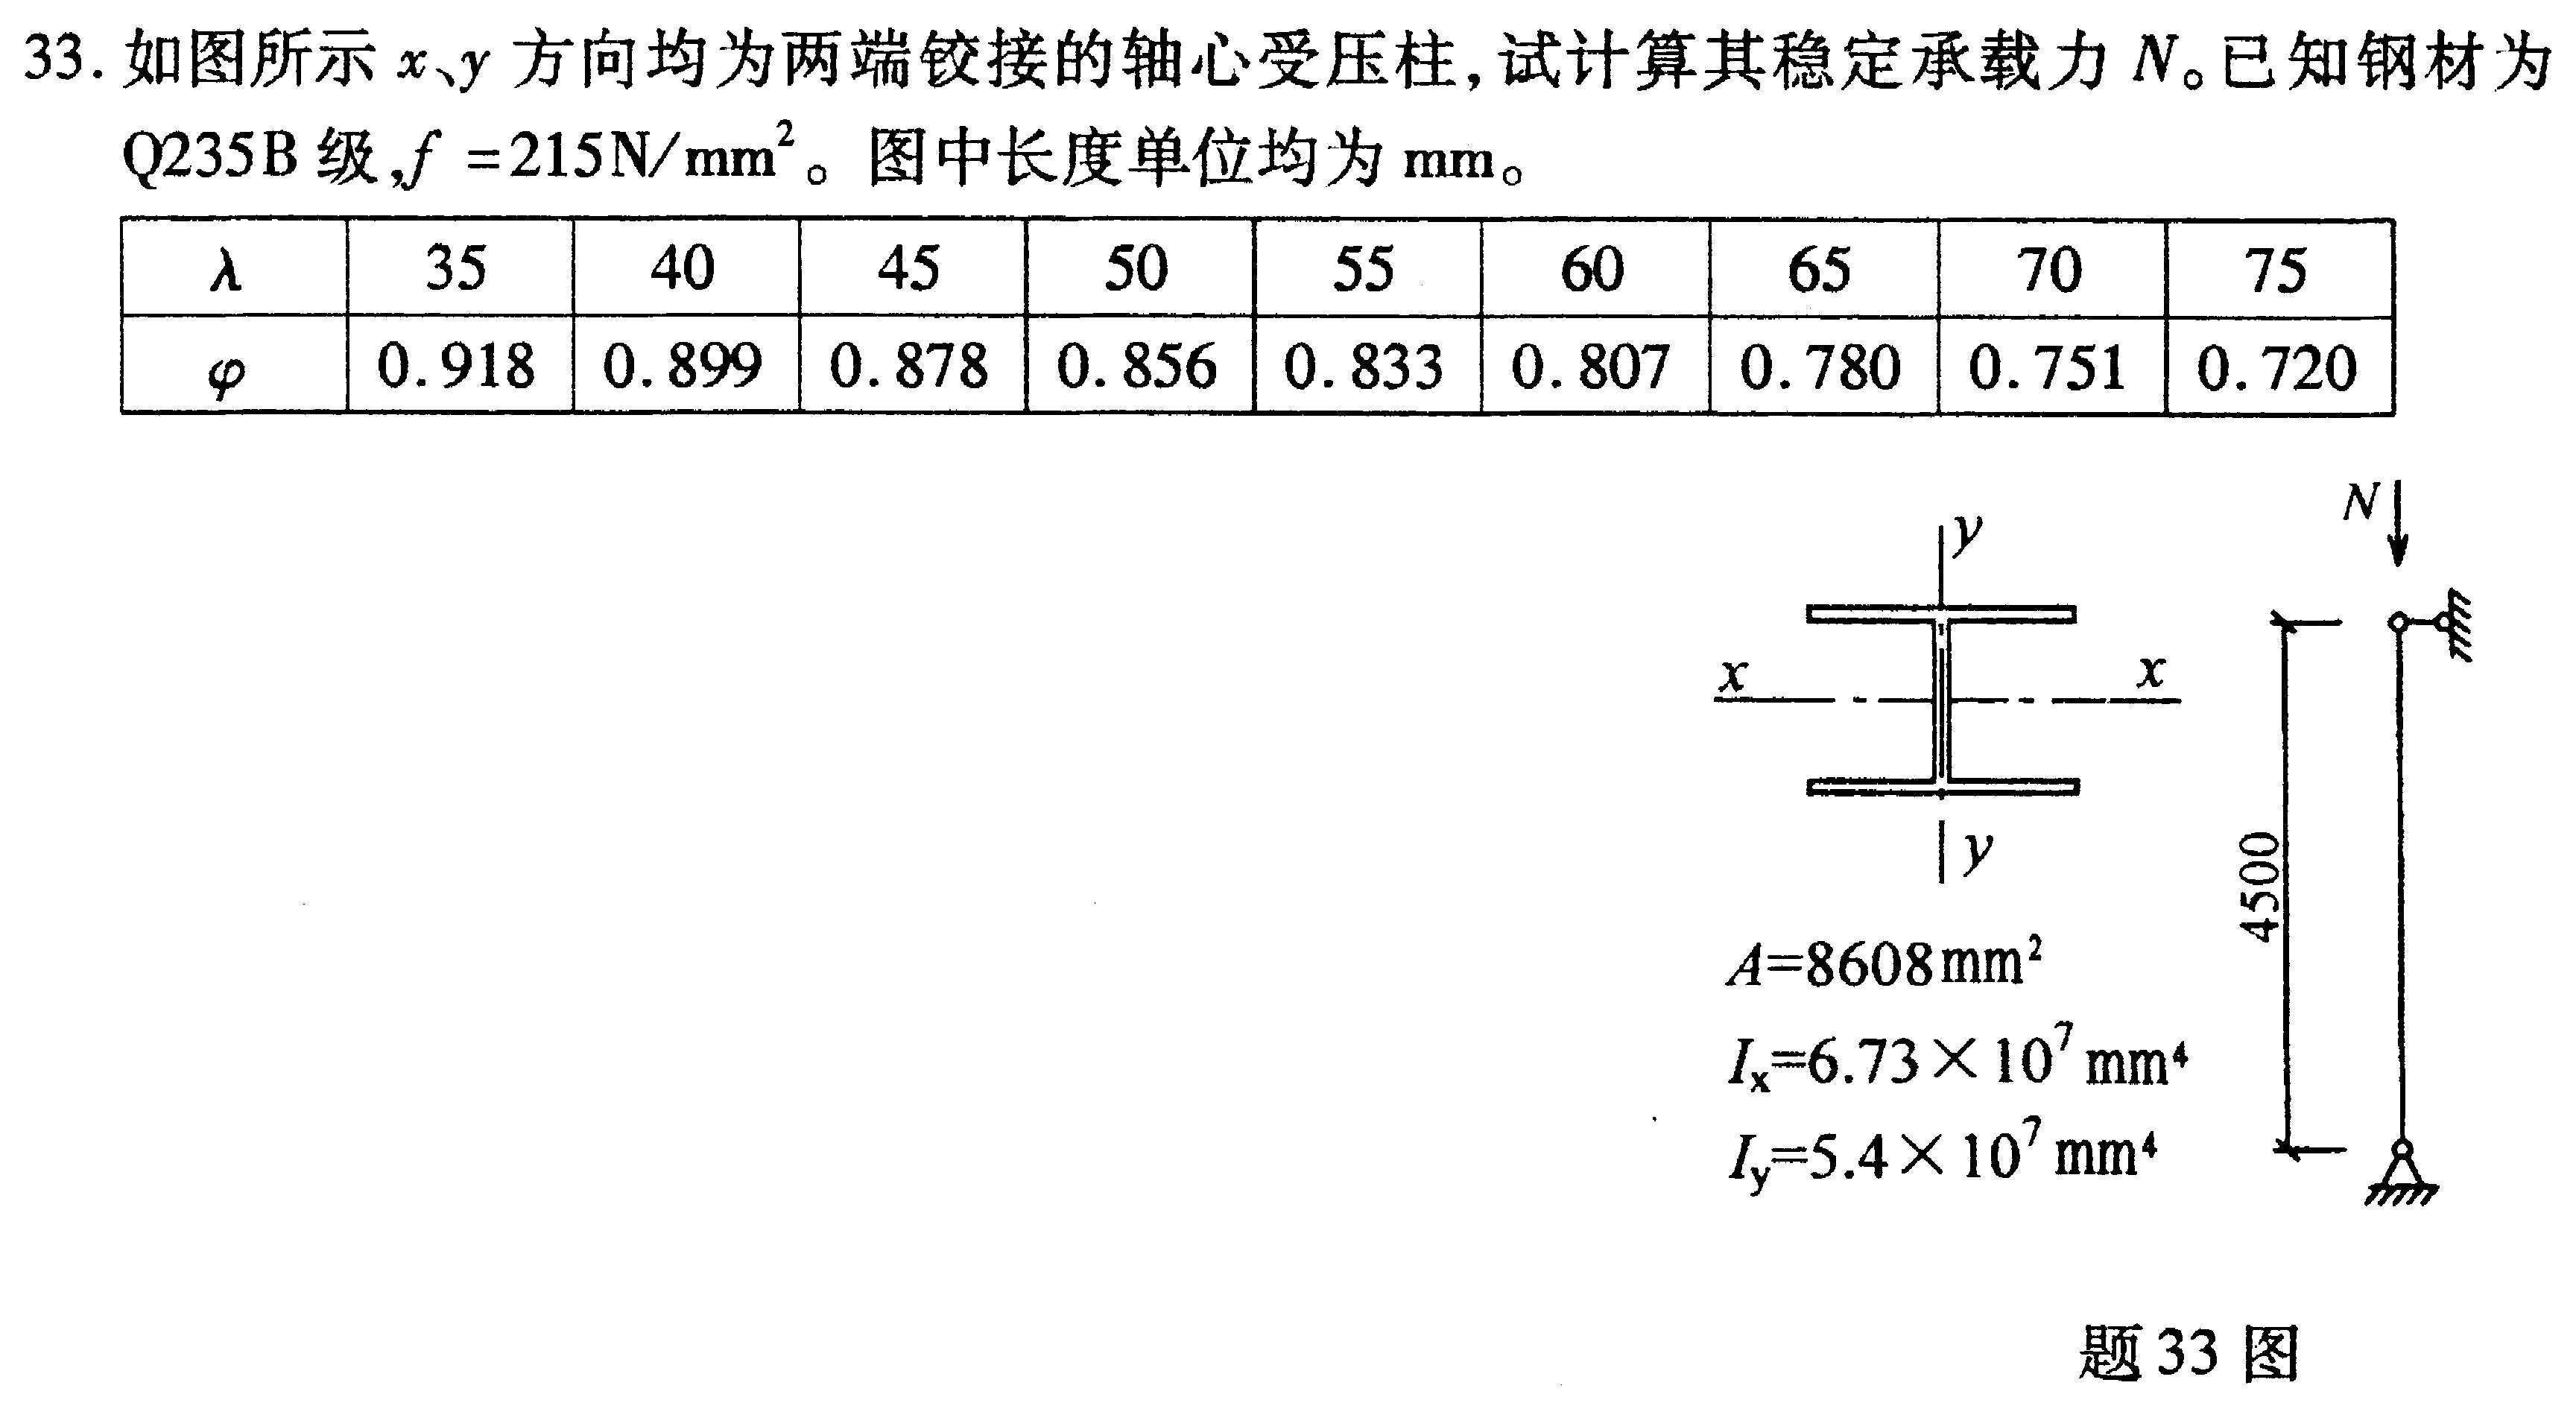 33. 如图所示 x、y 方向均为两端铰接的轴心受压柱,试计算其稳定承载力 N。已知钢材为
Q235B 级,f =215N/mm²。图中长度单位均为 mm。
λ 35 40 45 50 55 60 65 70 75
φ 0.918 0.899 0.878 0.856 0.833 0.807 0.780 0.751 0.720
N
y
x x
y
4500
A=8608mm²
Iₓ=6.73×10⁷mm⁴
I_y=5.4×10⁷mm⁴
题 33 图